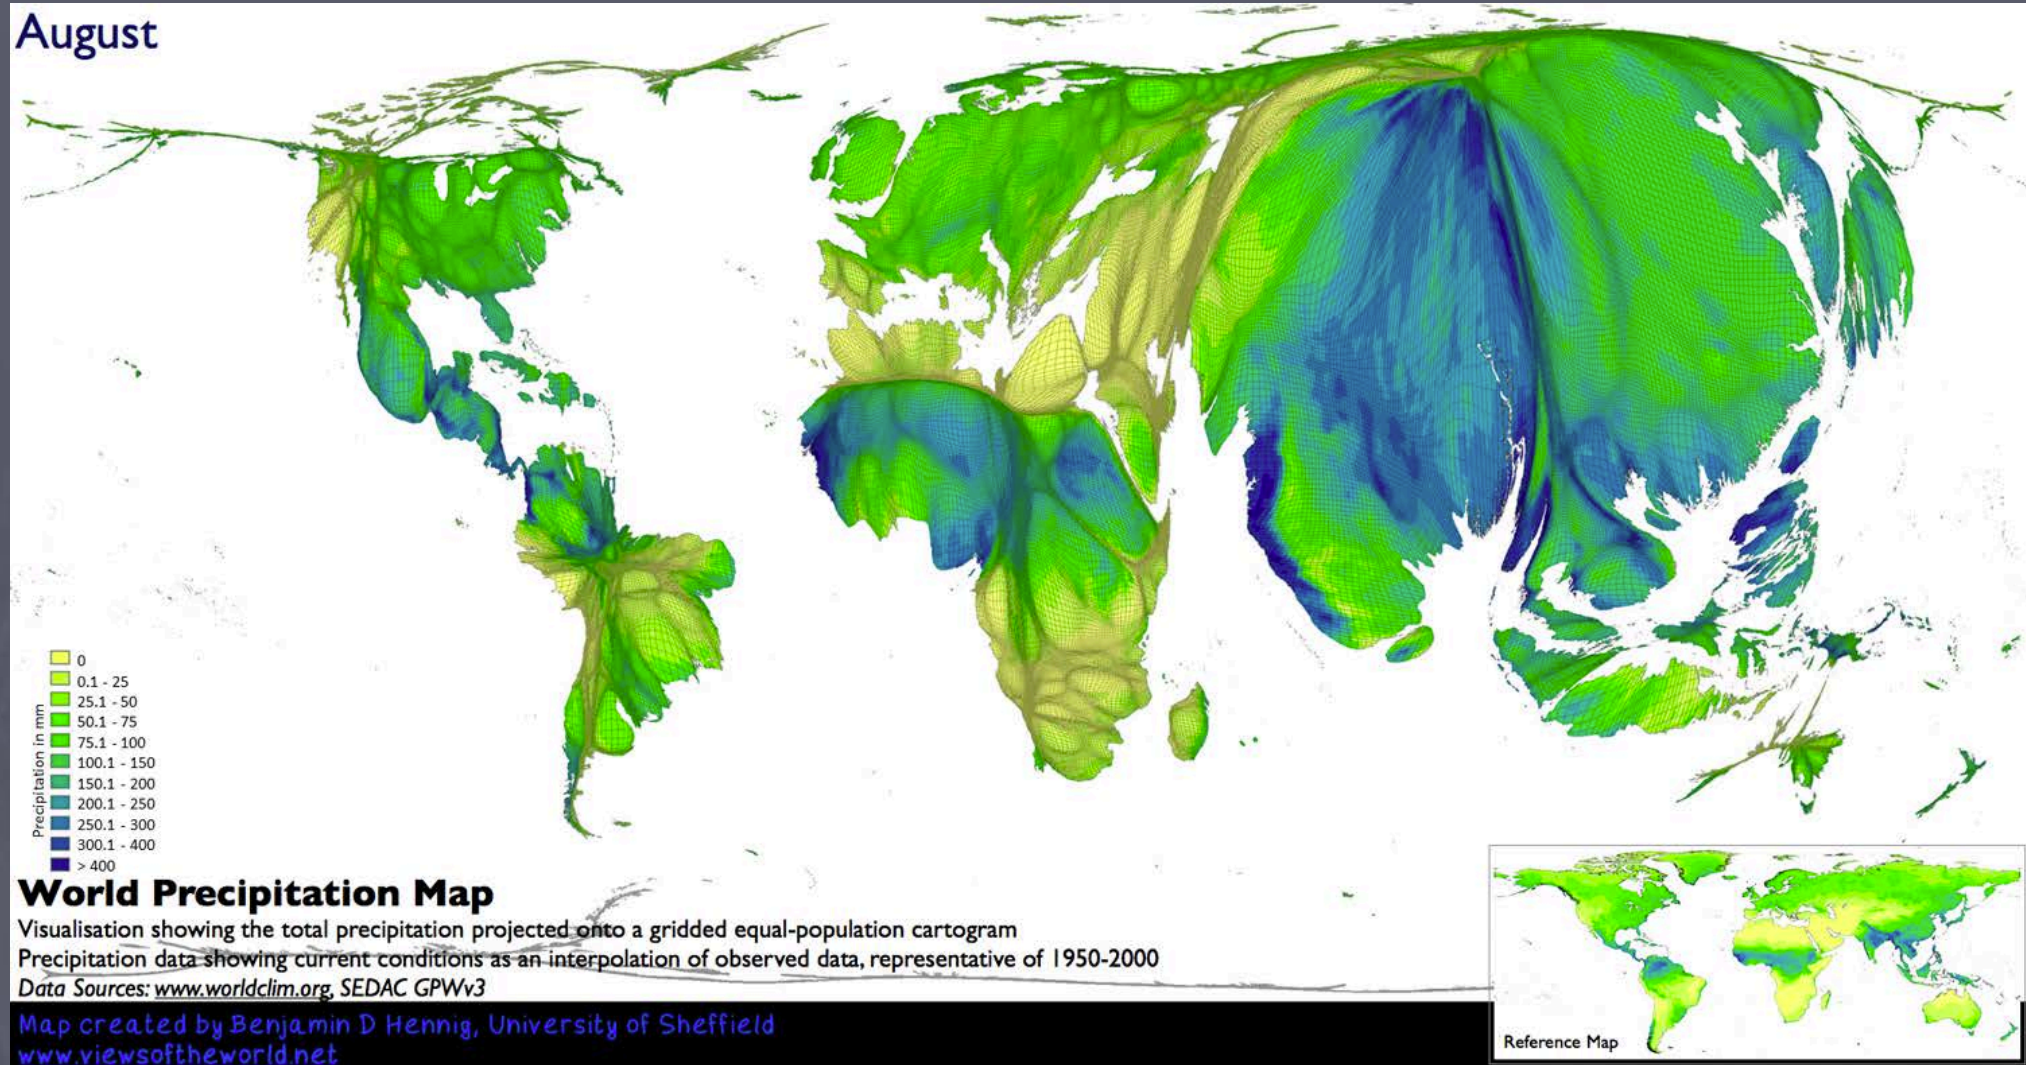 August
0
0.1 - 25
25.1 - 50
50.1 - 75
75.1 - 100
100.1 - 150
150.1 - 200
200.1 - 250
250.1 - 300
300.1 - 400
> 400
Precipitation in mm
World Precipitation Map
Visualisation showing the total precipitation projected onto a gridded equal-population cartogram
Precipitation data showing current conditions as an interpolation of observed data, representative of 1950-2000
Data Sources: www.worldclim.org, SEDAC GPWv3
Map created by Benjamin D Hennig, University of Sheffield
www.viewsoftheworld.net
Reference Map